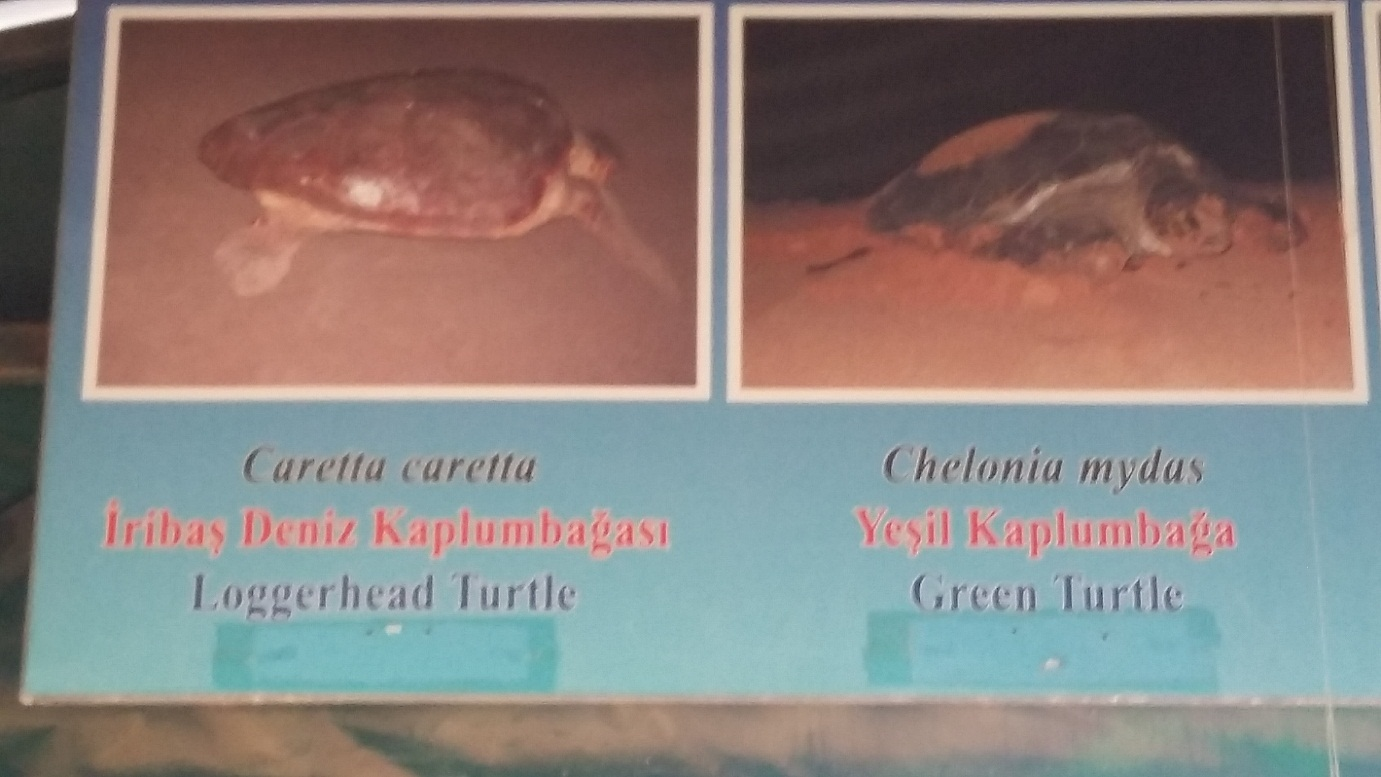 Caretta caretta
İribaş Deniz Kaplumbağası
Loggerhead Turtle
Chelonia mydas
Yeşil Kaplumbağa
Green Turtle